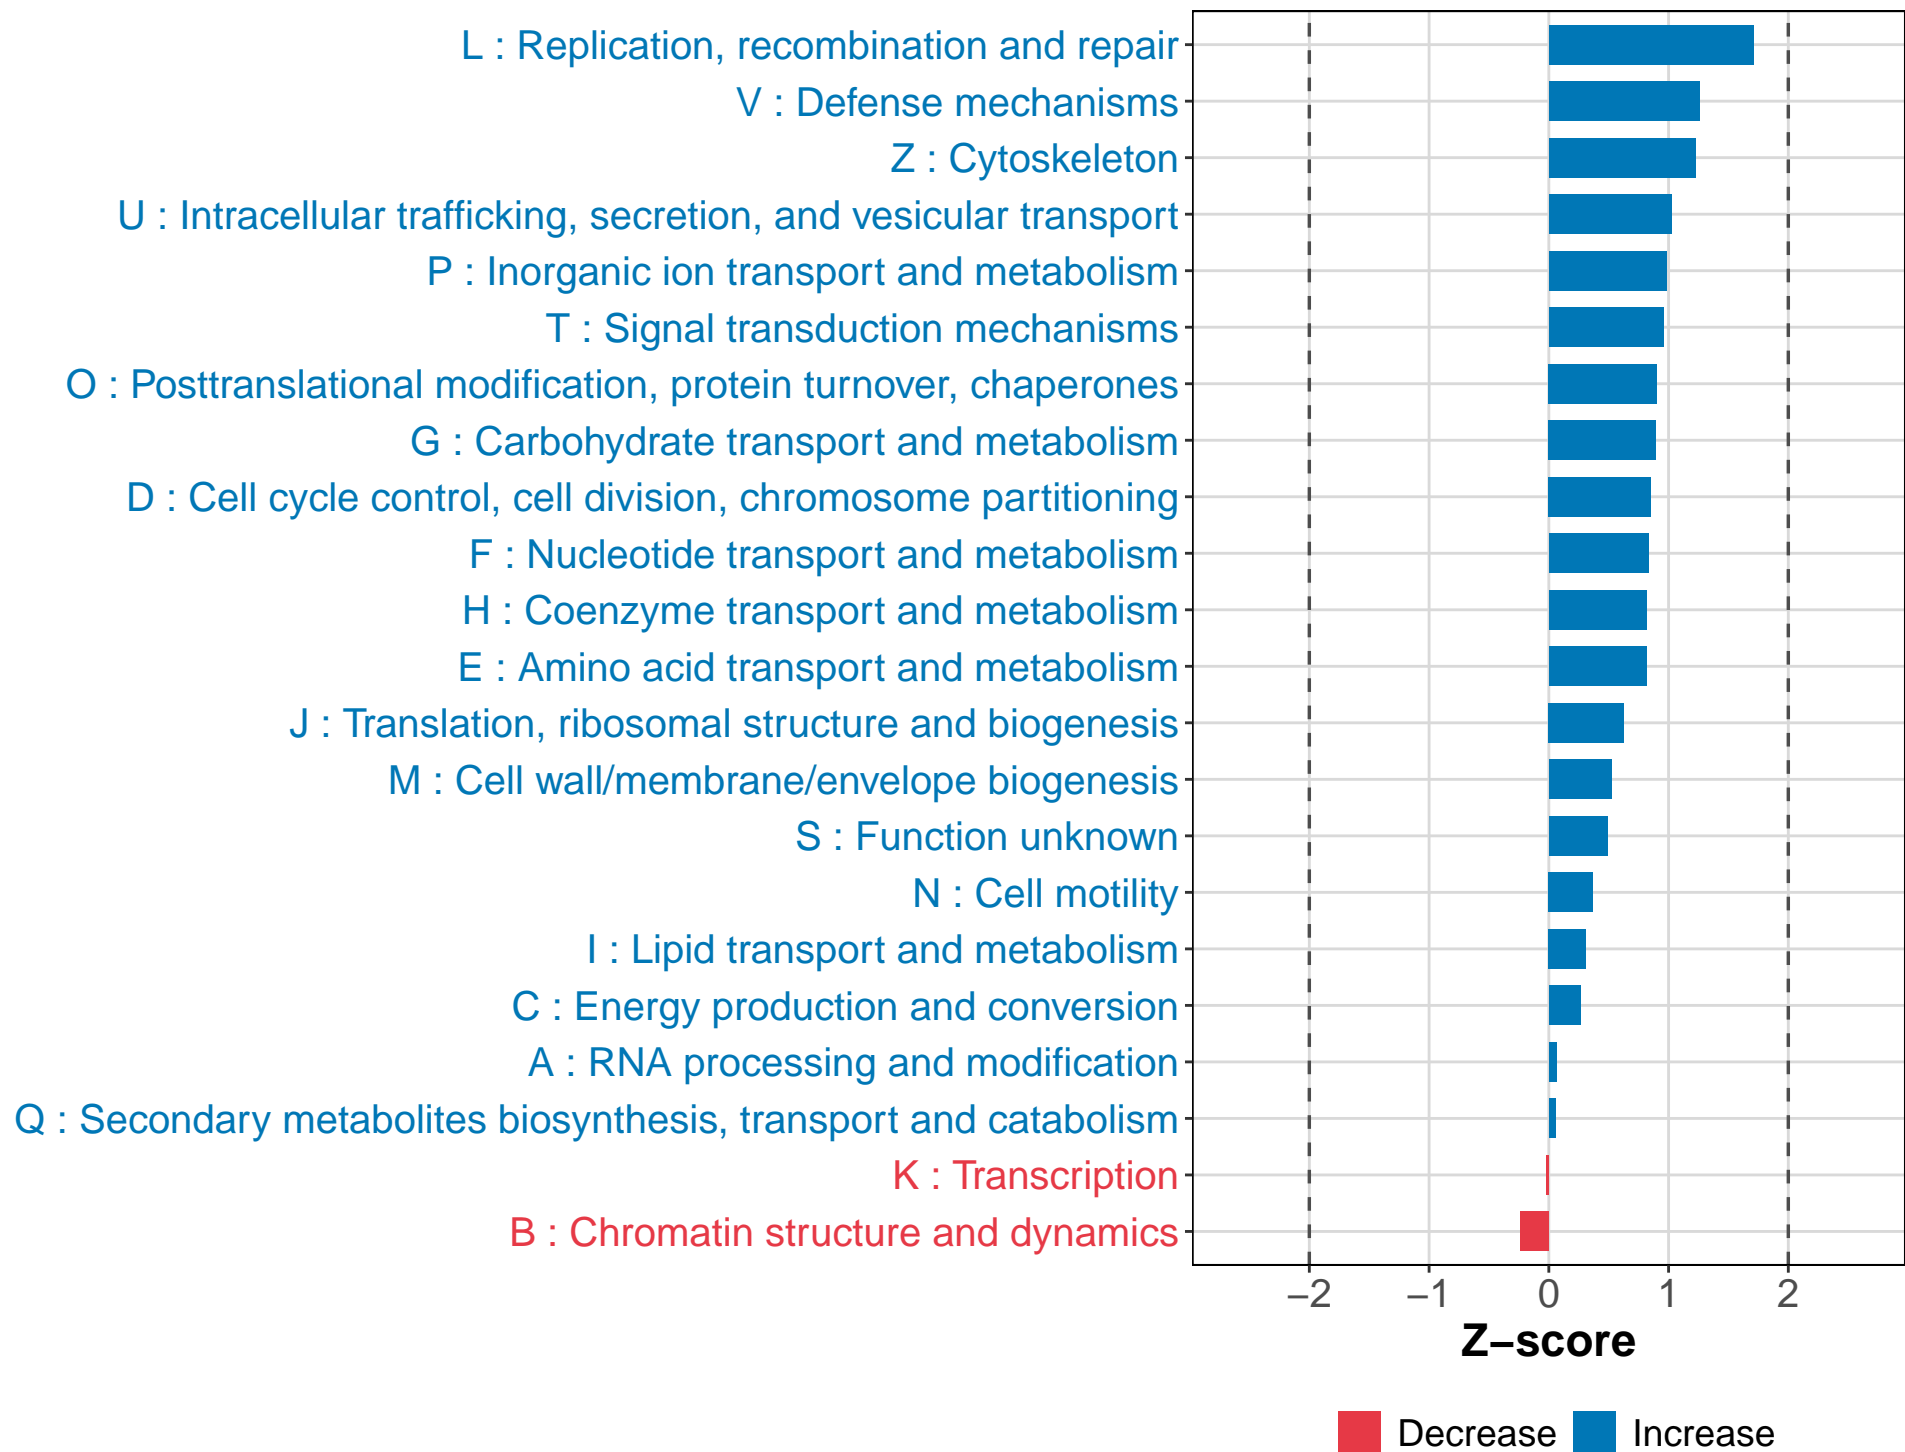 L : Replication, recombination and repair
V : Defense mechanisms
Z : Cytoskeleton
U : Intracellular trafficking, secretion, and vesicular transport
P : Inorganic ion transport and metabolism
T : Signal transduction mechanisms
O : Posttranslational modification, protein turnover, chaperones
G : Carbohydrate transport and metabolism
D : Cell cycle control, cell division, chromosome partitioning
F : Nucleotide transport and metabolism
H : Coenzyme transport and metabolism
E : Amino acid transport and metabolism
J : Translation, ribosomal structure and biogenesis
M : Cell wall/membrane/envelope biogenesis
S : Function unknown
N : Cell motility
I : Lipid transport and metabolism
C : Energy production and conversion
A : RNA processing and modification
Q : Secondary metabolites biosynthesis, transport and catabolism
K : Transcription
B : Chromatin structure and dynamics
−2 −1 0 1 2
Z−score
Decrease Increase